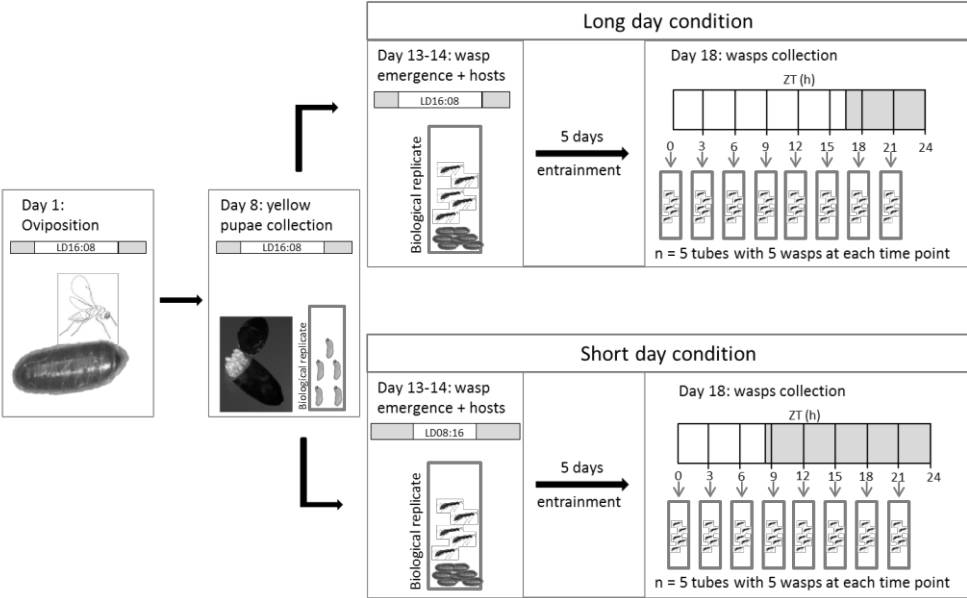 Day 1:
Oviposition
LD16:08
Day 8: yellow
pupae collection
LD16:08
Biological replicate
Long day condition
Day 13-14: wasp
emergence + hosts
LD16:08
Biological replicate
5 days
entrainment
Day 18: wasps collection
ZT (h)
0 3 6 9 12 15 18 21 24
n = 5 tubes with 5 wasps at each time point
Short day condition
Day 13-14: wasp
emergence + hosts
LD08:16
Biological replicate
5 days
entrainment
Day 18: wasps collection
ZT (h)
0 3 6 9 12 15 18 21 24
n = 5 tubes with 5 wasps at each time point